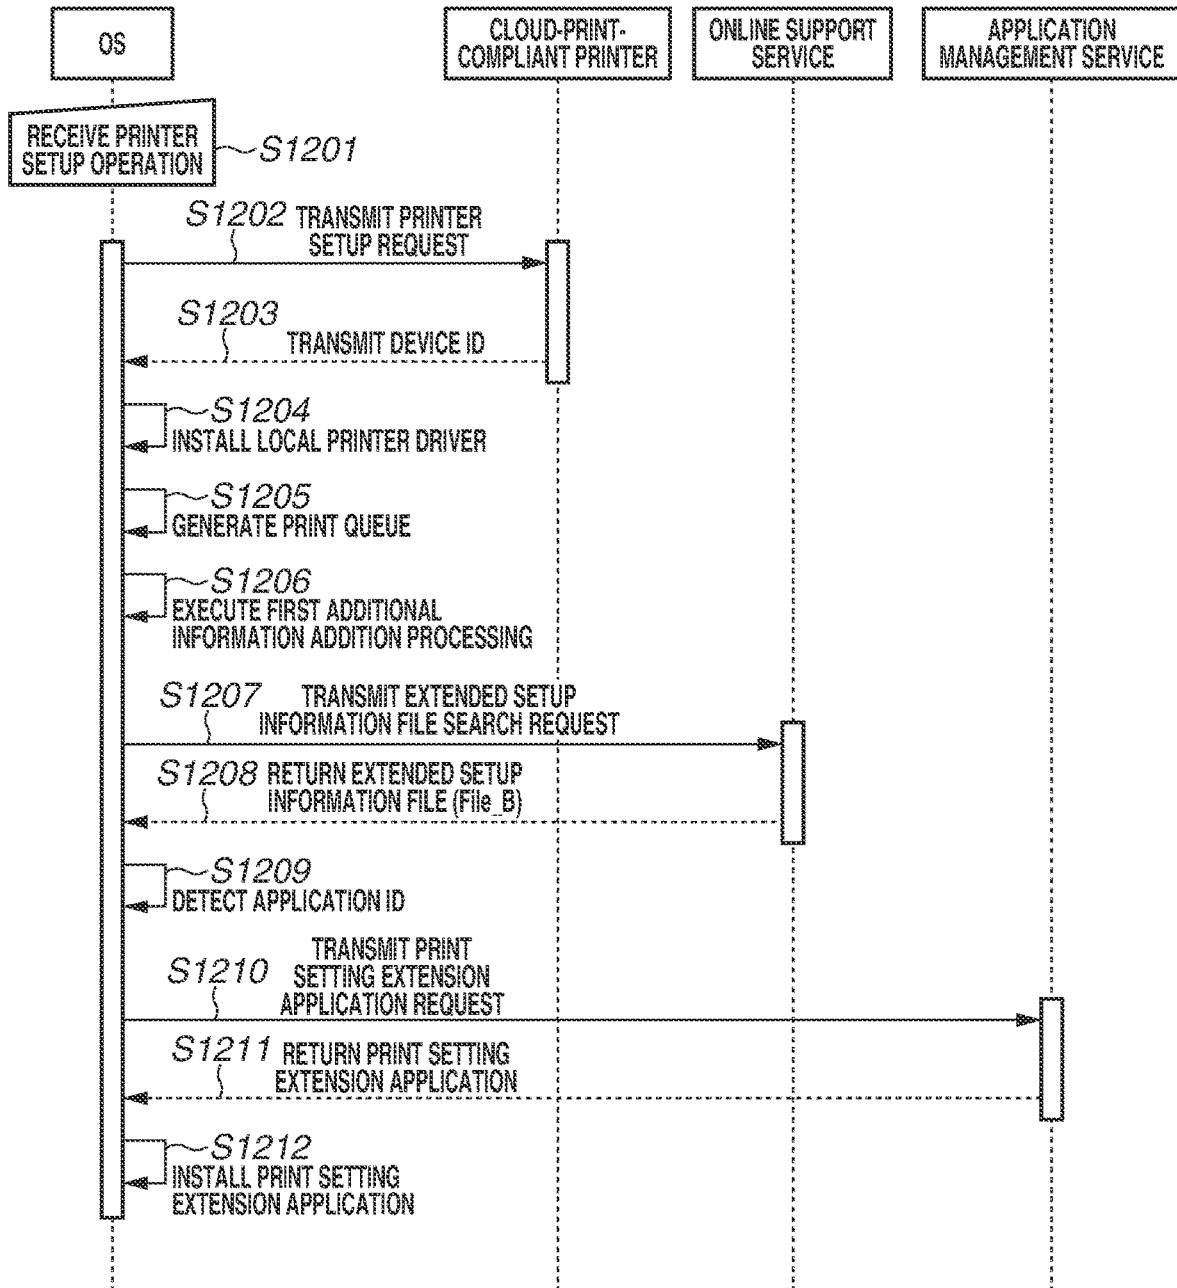 OS
CLOUD-PRINT-
COMPLIANT PRINTER
ONLINE SUPPORT
SERVICE
APPLICATION
MANAGEMENT SERVICE
RECEIVE PRINTER
SETUP OPERATION
S1201
S1202 TRANSMIT PRINTER
SETUP REQUEST
S1203
TRANSMIT DEVICE ID
S1204
INSTALL LOCAL PRINTER DRIVER
S1205
GENERATE PRINT QUEUE
S1206
EXECUTE FIRST ADDITIONAL
INFORMATION ADDITION PROCESSING
S1207 TRANSMIT EXTENDED SETUP
INFORMATION FILE SEARCH REQUEST
S1208 RETURN EXTENDED SETUP
INFORMATION FILE (File_B)
S1209
DETECT APPLICATION ID
TRANSMIT PRINT
S1210 SETTING EXTENSION
APPLICATION REQUEST
S1211 RETURN PRINT SETTING
EXTENSION APPLICATION
S1212
INSTALL PRINT SETTING
EXTENSION APPLICATION